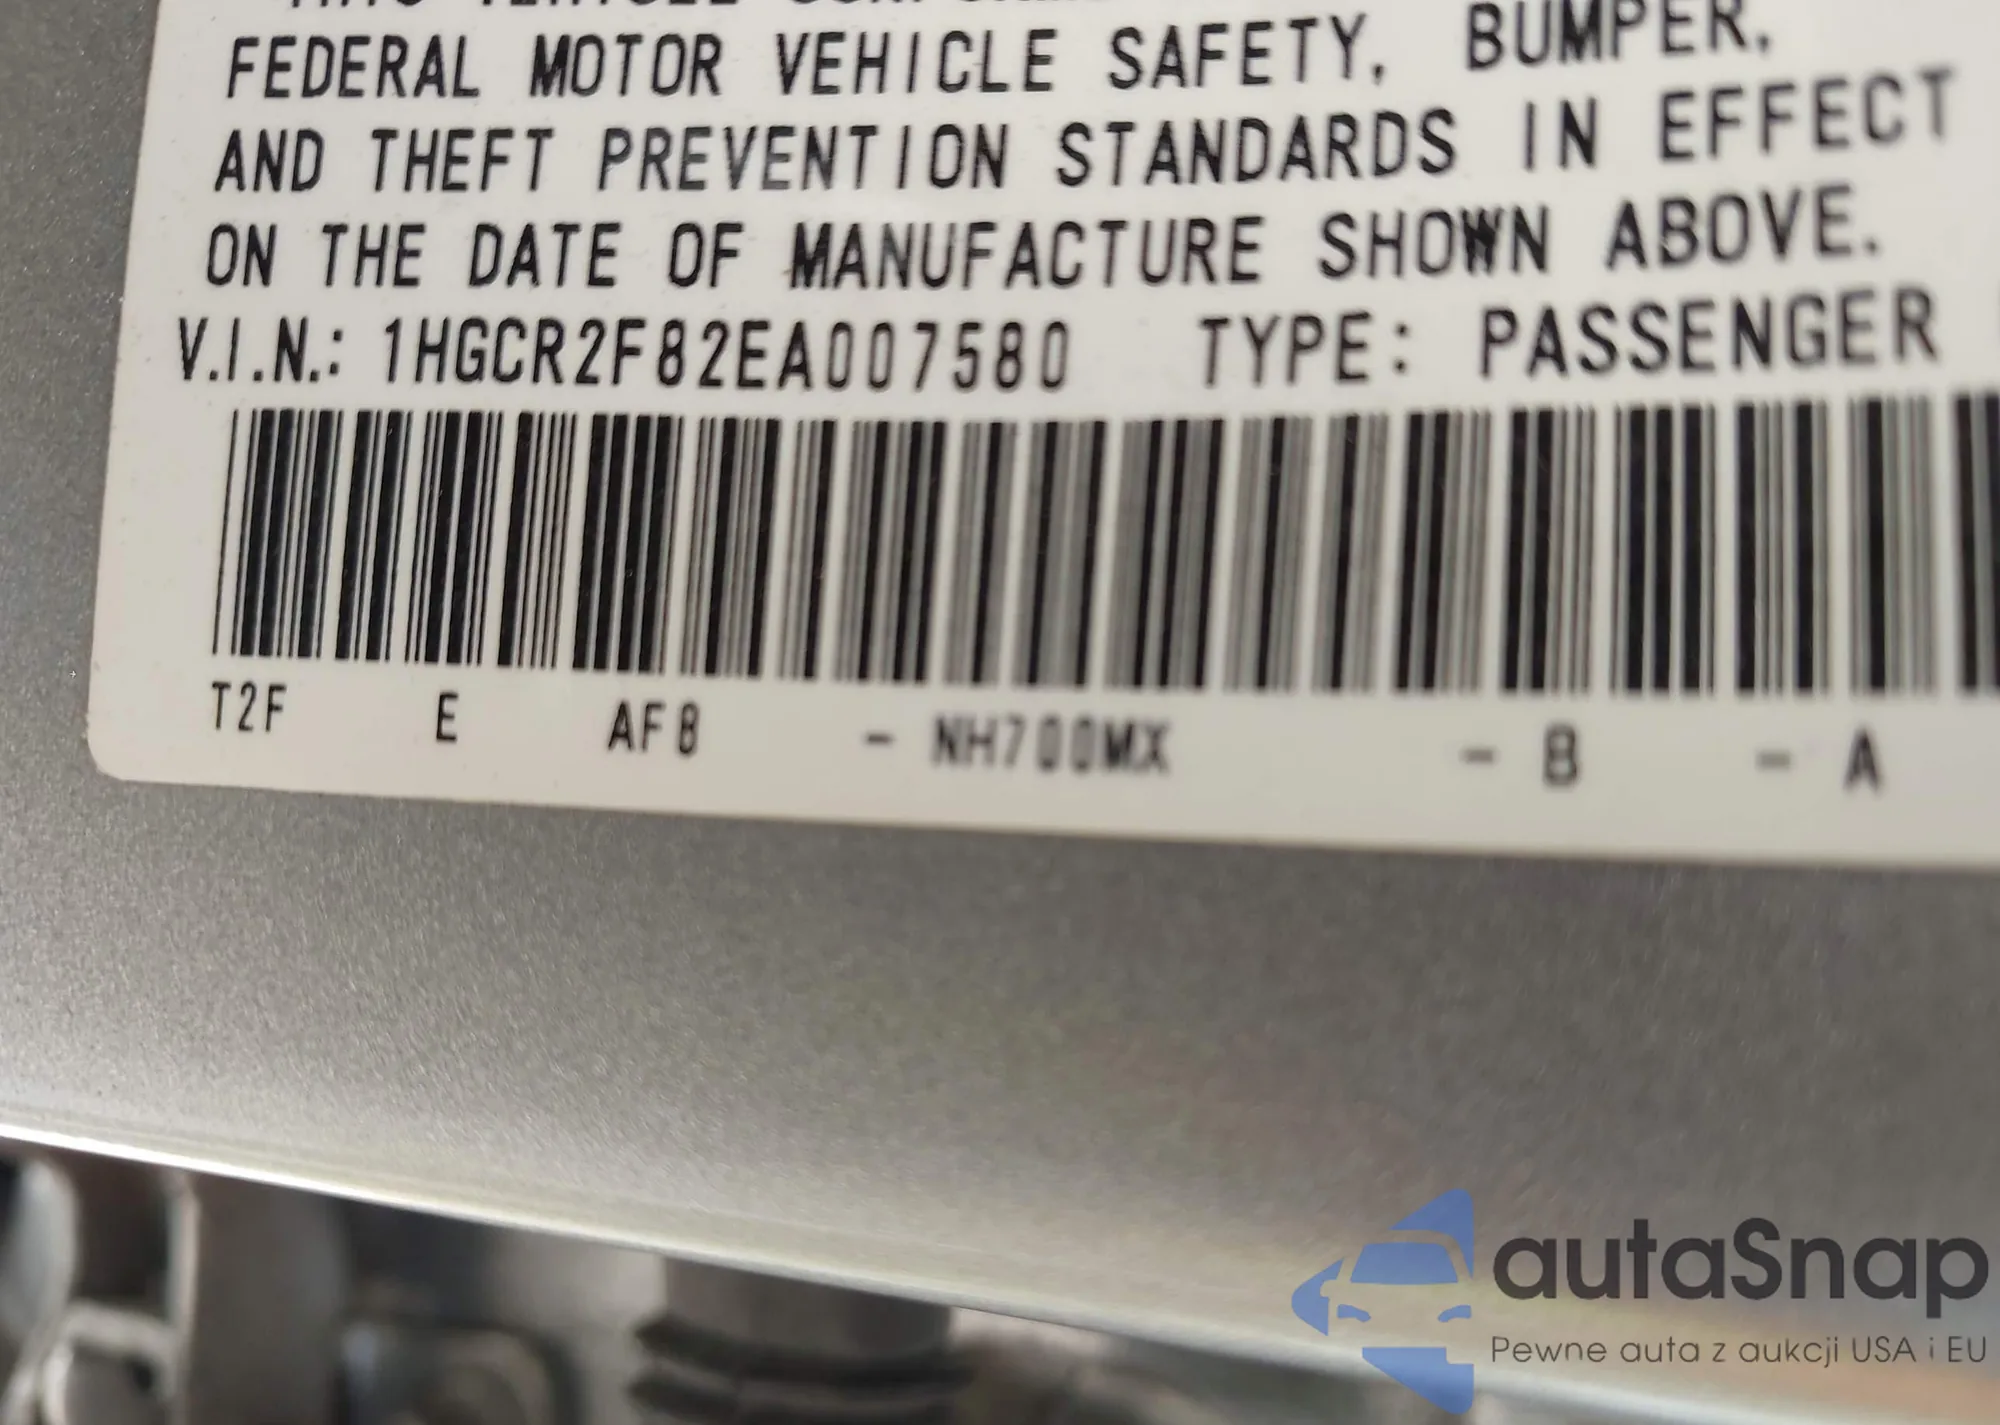 FEDERAL MOTOR VEHICLE SAFETY, BUMPER,
AND THEFT PREVENTION STANDARDS IN EFFECT
ON THE DATE OF MANUFACTURE SHOWN ABOVE.
V.I.N.: 1HGCR2F82EA007580 TYPE: PASSENGER
T2F E AF8 - NH700MX - B - A
autaSnap
Pewne auta z aukcji USA i EU